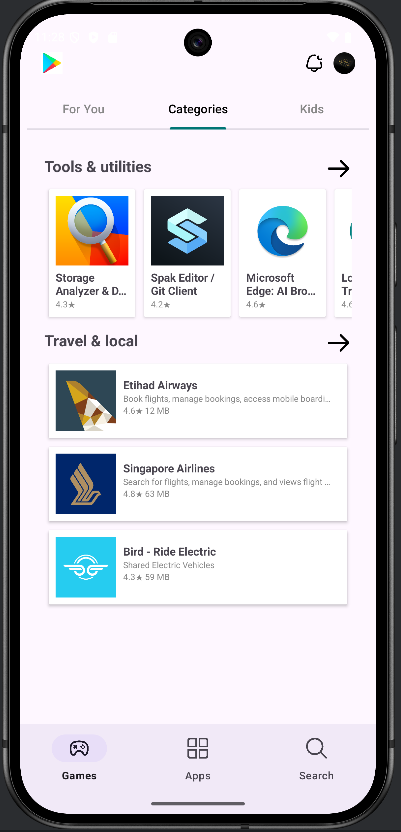 For You
Categories
Kids
Tools & utilities
Storage
Analyzer & D...
4.3★
Spak Editor /
Git Client
4.2★
Microsoft
Edge: AI Bro...
4.6★
Lo
Tr
4.6
Travel & local
Etihad Airways
Book flights, manage bookings, access mobile boardi...
4.6★ 12 MB
Singapore Airlines
Search for flights, manage bookings, and views flight ...
4.8★ 63 MB
Bird - Ride Electric
Shared Electric Vehicles
4.3★ 59 MB
Games
Apps
Search